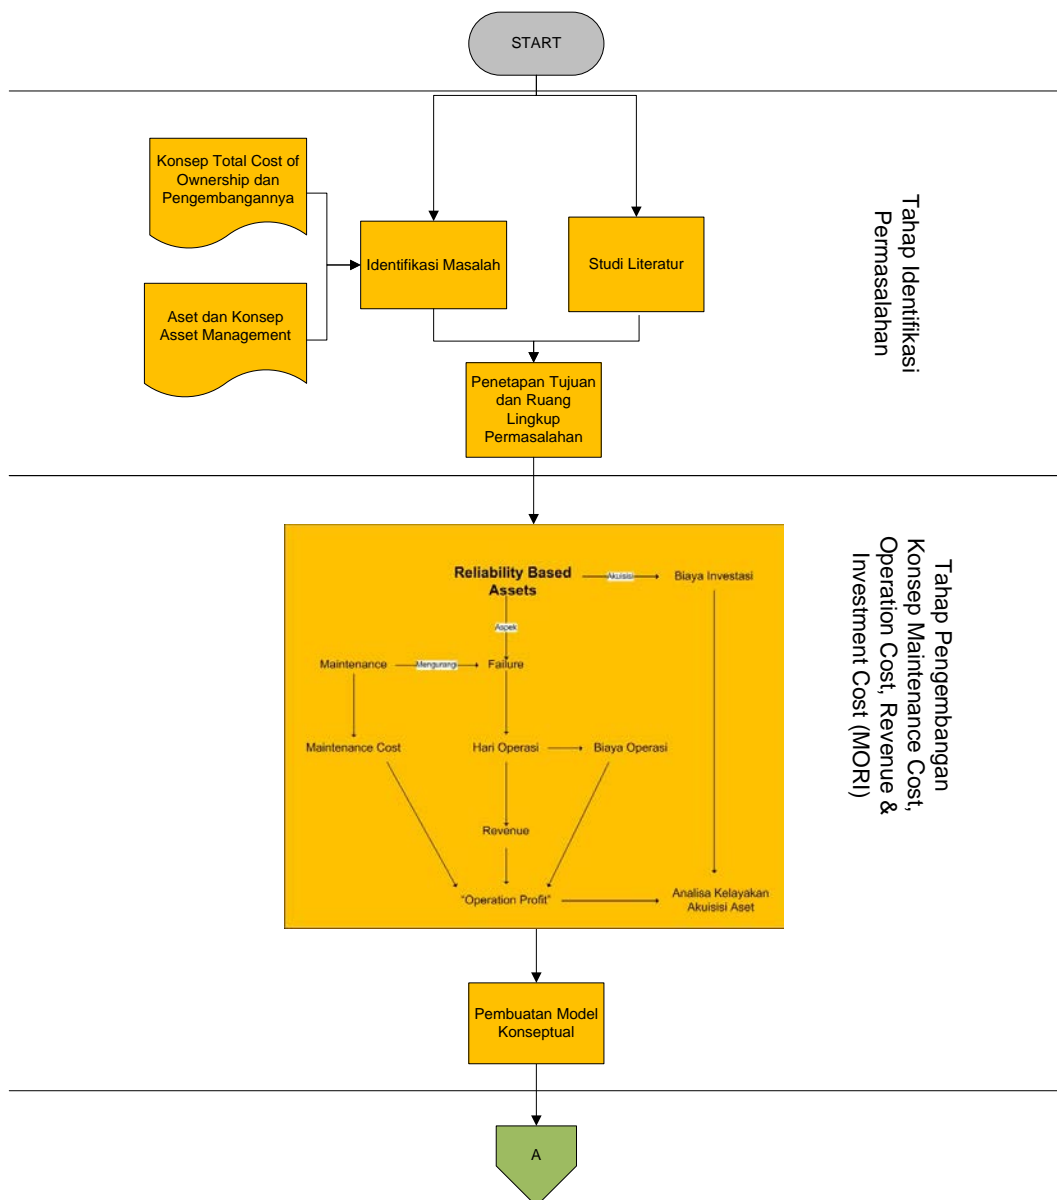 START
Konsep Total Cost of
Ownership dan
Pengembangannya
Identifikasi Masalah
Studi Literatur
Aset dan Konsep
Asset Management
Penetapan Tujuan
dan Ruang
Lingkup
Permasalahan
Tahap Identifikasi
Permasalahan
Reliability Based
Assets
Akuisisi
Biaya Investasi
Aspek
Maintenance
Mengurangi
Failure
Maintenance Cost
Hari Operasi
Biaya Operasi
Revenue
"Operation Profit"
Analisa Kelayakan
Akuisisi Aset
Tahap Pengembangan
Konsep Maintenance Cost,
Operation Cost, Revenue &
Investment Cost (MORI)
Pembuatan Model
Konseptual
A